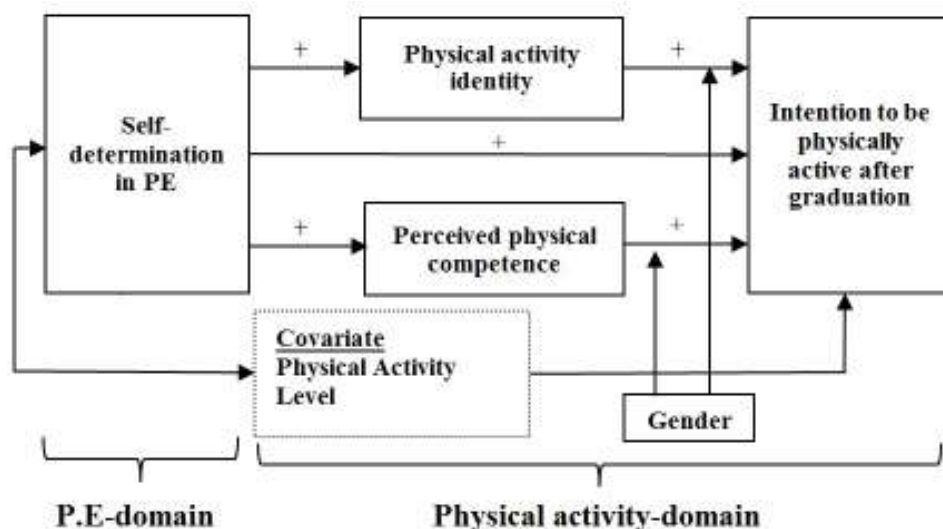 +
Physical activity
identity
+
Self-
determination
in PE
+
Intention to be
physically
active after
graduation
+
Perceived physical
competence
+
Covariate
Physical Activity
Level
Gender
P.E-domain
Physical activity-domain